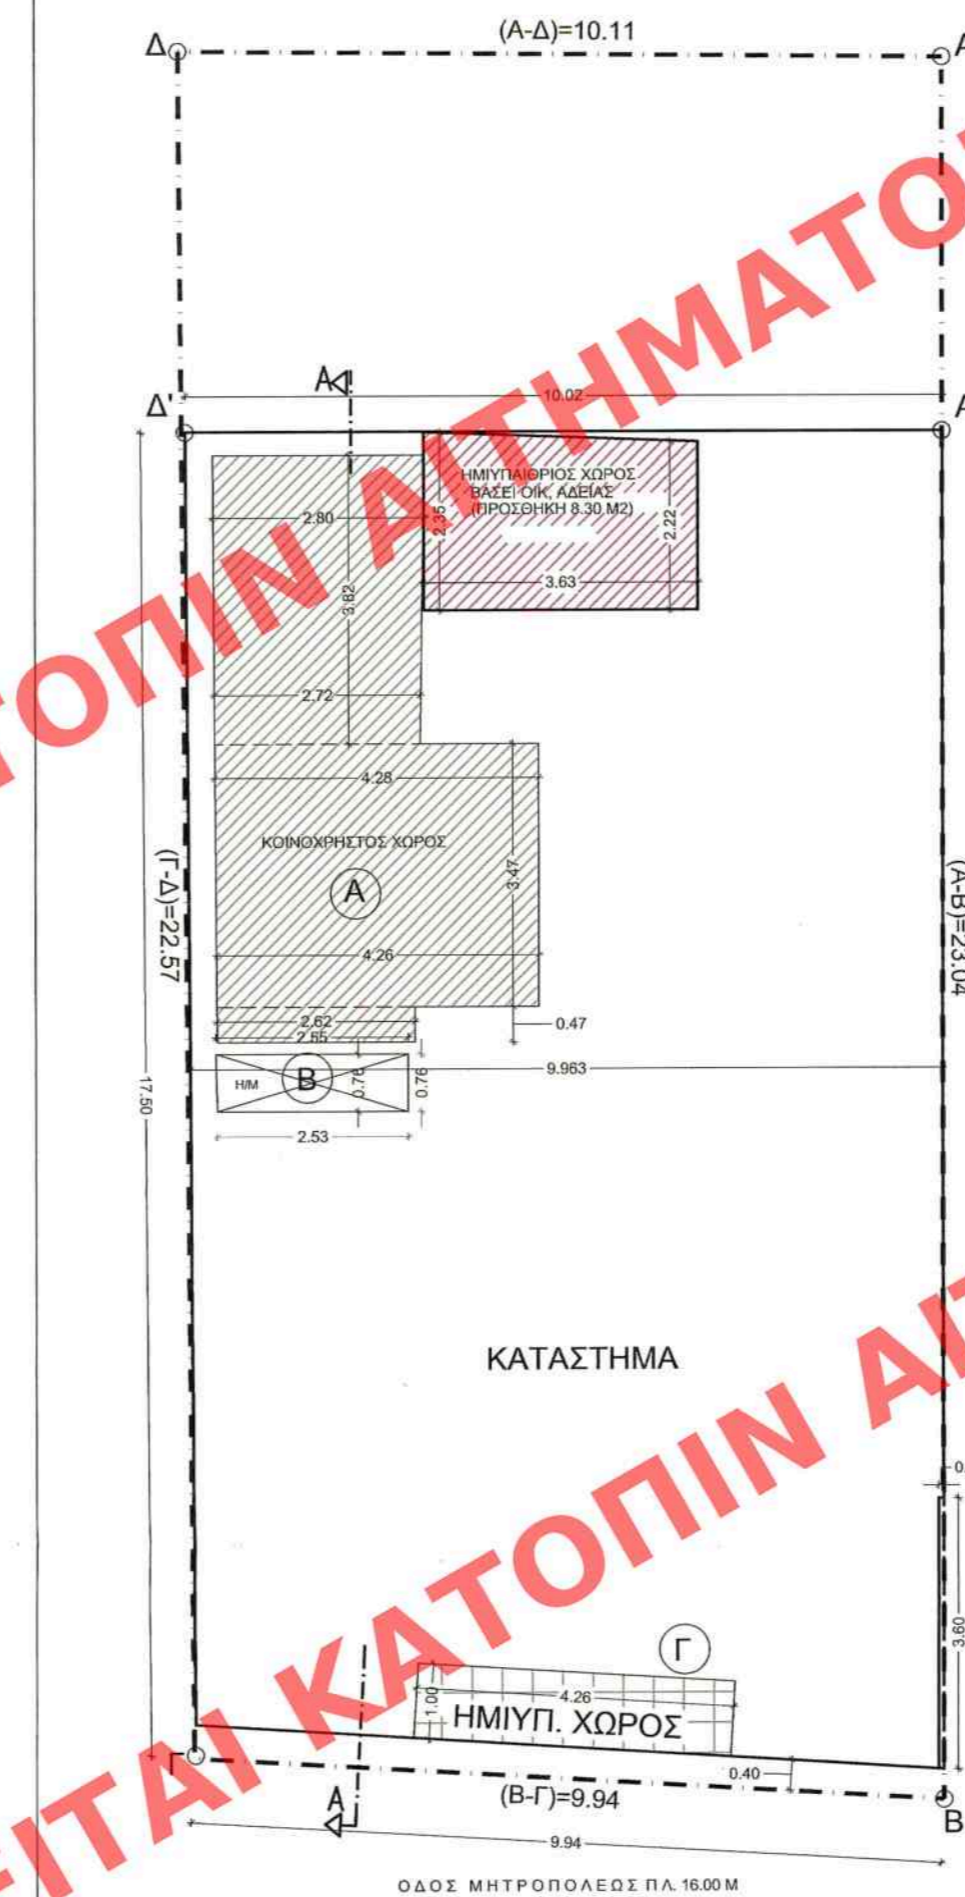 (Α-Δ)=10.11
Δ
Α
Α
10.02
Δ'
Α
ΗΜΙΥΠΑΙΘΡΙΟΣ ΧΩΡΟΣ
ΒΑΣΕΙ ΟΙΚ. ΑΔΕΙΑΣ
(ΠΡΟΣΘΗΚΗ 8.30 Μ2)
2.80
2.35
2.22
3.63
3.82
2.72
4.28
ΚΟΙΝΟΧΡΗΣΤΟΣ ΧΩΡΟΣ
Α
3.47
(Γ-Δ)=22.57
(Α-Β)=23.04
4.26
2.62
0.47
2.55
9.963
Η/Μ
Β
0.76
0.76
17.50
2.53
ΚΑΤΑΣΤΗΜΑ
3.60
Γ
4.26
1.00
ΗΜΙΥΠ. ΧΩΡΟΣ
Γ
0.40
(Β-Γ)=9.94
Α
Β
9.94
ΟΔΟΣ ΜΗΤΡΟΠΟΛΕΩΣ ΠΛ. 16.00 Μ
ΚΑΤΟΠΙΝ